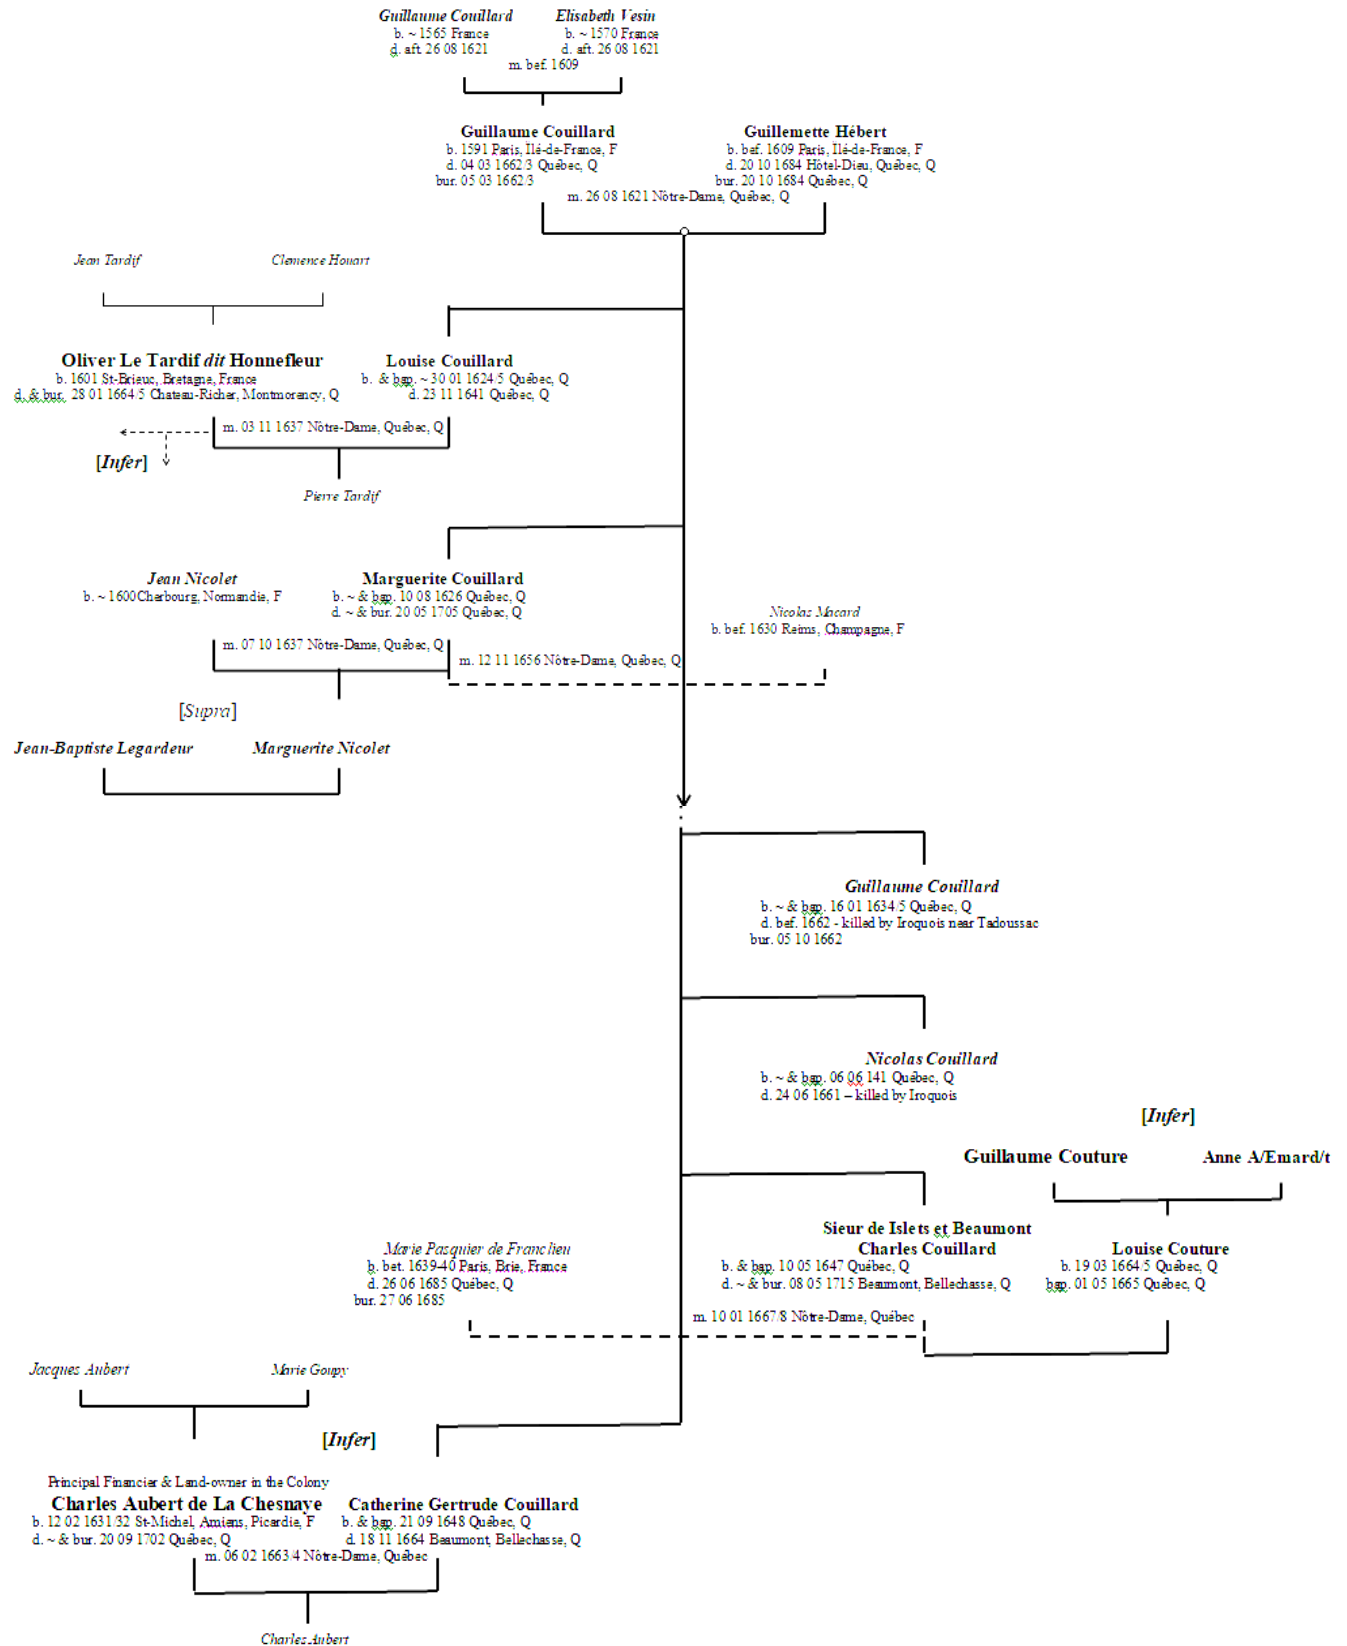 Guillaume Couillard
b. ~ 1565 France
d. aft. 26 08 1621
Elisabeth Vesin
b. ~ 1570 France
d. aft. 26 08 1621
m. bef. 1609
Guillaume Couillard
b. 1591 Paris, Ilé-de-France, F
d. 04 03 1662/3 Québec, Q
bur. 05 03 1662/3
Guillemette Hébert
b. bef. 1609 Paris, Ilé-de-France, F
d. 20 10 1684 Hôtel-Dieu, Québec, Q
bur. 20 10 1684 Québec, Q
m. 26 08 1621 Nôtre-Dame, Québec, Q
Jean Tardif
Clemence Houart
Oliver Le Tardif dit Honnefleur
b. 1601 St-Brieuc, Bretagne, France
d. & bur. 28 01 1664/5 Chateau-Richer, Montmorency, Q
Louise Couillard
b. & bap. ~ 30 01 1624/5 Québec, Q
d. 23 11 1641 Québec, Q
m. 03 11 1637 Nôtre-Dame, Québec, Q
[Infer]
Pierre Tardif
Jean Nicolet
b. ~ 1600Cherbourg, Normandie, F
Marguerite Couillard
b. ~ & bap. 10 08 1626 Québec, Q
d. ~ & bur. 20 05 1705 Québec, Q
Nicolas Macard
b. bef. 1630 Reims, Champagne, F
m. 07 10 1637 Nôtre-Dame, Québec, Q
m. 12 11 1656 Nôtre-Dame, Québec, Q
[Supra]
Jean-Baptiste Legardeur
Marguerite Nicolet
Guillaume Couillard
b. ~ & bap. 16 01 1634/5 Québec, Q
d. bef. 1662 - killed by Iroquois near Tadoussac
bur. 05 10 1662
Nicolas Couillard
b. ~ & bap. 06 06 141 Québec, Q
d. 24 06 1661 – killed by Iroquois
[Infer]
Guillaume Couture
Anne A/Emard/t
Sieur de Islets et Beaumont
Charles Couillard
b. & bap. 10 05 1647 Québec, Q
d. ~ & bur. 08 05 1715 Beaumont, Bellechasse, Q
Louise Couture
b. 19 03 1664/5 Québec, Q
bap. 01 05 1665 Québec, Q
Marie Pasquier de Franclieu
b. bet. 1639-40 Paris, Brie, France
d. 26 06 1685 Québec, Q
bur. 27 06 1685
m. 10 01 1667/8 Nôtre-Dame, Québec
Jacques Aubert
Marie Goupy
[Infer]
Principal Financier & Land-owner in the Colony
Charles Aubert de La Chesnaye
b. 12 02 1631/32 St-Michel, Amiens, Picardie, F
d. ~ & bur. 20 09 1702 Québec, Q
Catherine Gertrude Couillard
b. & bap. 21 09 1648 Québec, Q
d. 18 11 1664 Beaumont, Bellechasse, Q
m. 06 02 1663/4 Nôtre-Dame, Québec
Charles Aubert